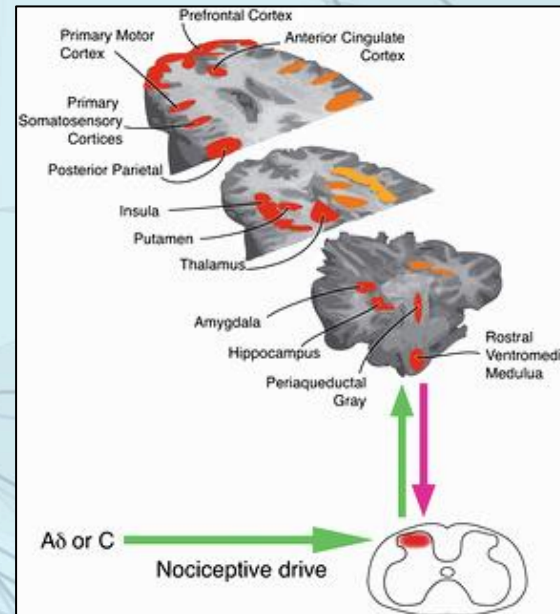 Prefrontal Cortex
Primary Motor
Cortex
Anterior Cingulate
Cortex
Primary
Somatosensory
Cortices
Posterior Parietal
Insula
Putamen
Thalamus
Amygdala
Hippocampus
Periaqueductal
Gray
Rostral
Ventromedi
Medulua
Aδ or C
Nociceptive drive